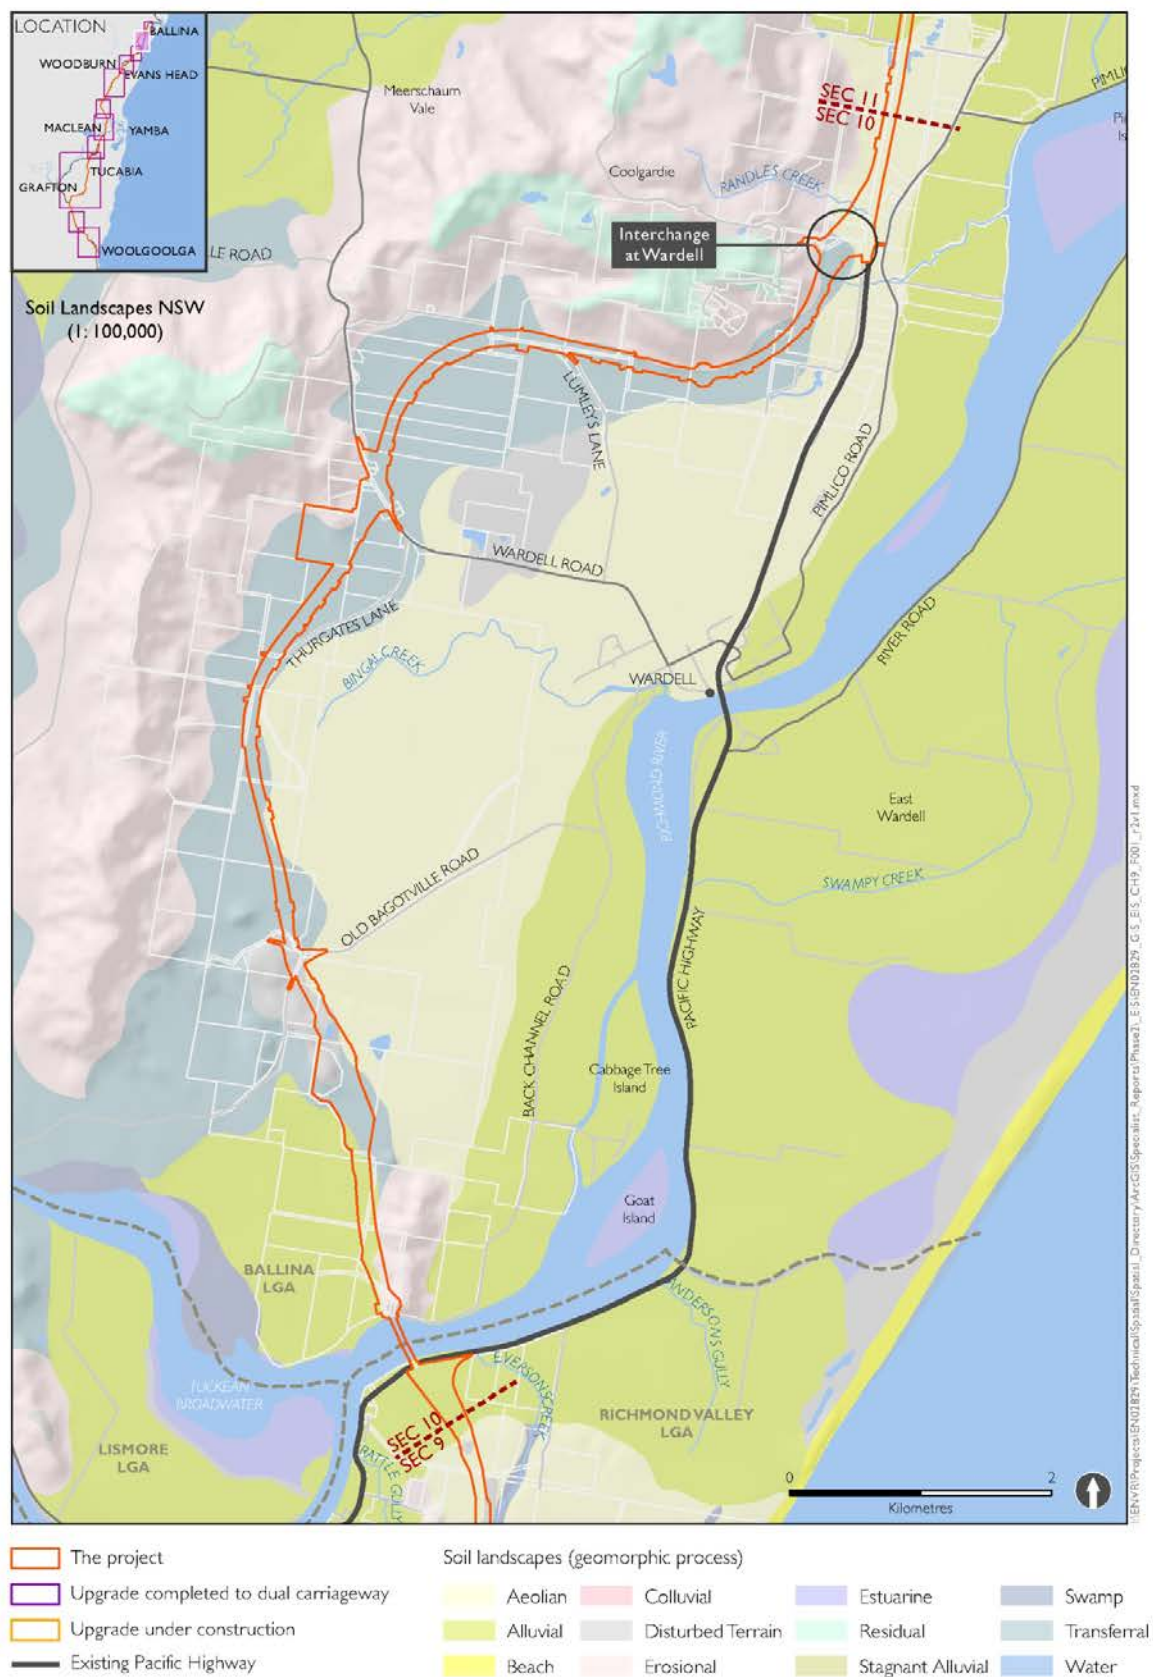 LOCATION
BALLINA
WOODBURN
EVANS HEAD
MACLEAN
YAMBA
TUCABIA
GRAFTON
WOOLGOOLGA
Soil Landscapes NSW
(1: 100,000)
LE ROAD
Meerschaum
Vale
SEC 11
SEC 10
PIMLI
Coolgardie
RANDLES CREEK
Interchange
at Wardell
LUMLEYS LANE
PIMLICO ROAD
WARDELL ROAD
THURGATES LANE
BINGAL CREEK
RIVER ROAD
WARDELL
RICHMOND RIVER
East
Wardell
SWAMPY CREEK
OLD BAGOTVILLE ROAD
PACIFIC HIGHWAY
BACK CHANNEL ROAD
Cabbage Tree
Island
Goat
Island
BALLINA
LGA
EVERSONS CREEK
TUCKEAN
BROADWATER
RICHMOND VALLEY
LGA
LISMORE
LGA
SEC 10
SEC 9
0 2
Kilometres
The project
Upgrade completed to dual carriageway
Upgrade under construction
Existing Pacific Highway
Soil landscapes (geomorphic process)
Aeolian
Alluvial
Beach
Colluvial
Disturbed Terrain
Erosional
Estuarine
Residual
Stagnant Alluvial
Swamp
Transferral
Water